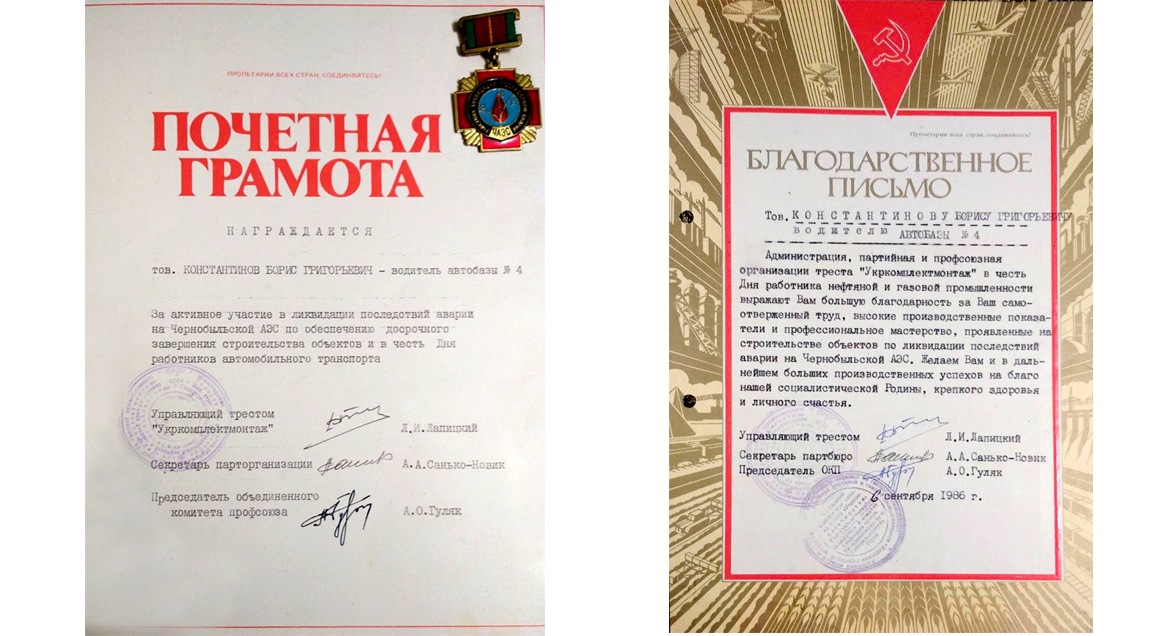 ПРОЛЕТАРИИ ВСЕХ СТРАН, СОЕДИНЯЙТЕСЬ!
ПОЧЕТНАЯ
ГРАМОТА
НАГРАЖДАЕТСЯ
тов. КОНСТАНТИНОВ БОРИС ГРИГОРЬЕВИЧ – водитель автобазы № 4
За активное участие в ликвидации последствий аварии
на Чернобыльской АЭС по обеспечению досрочного
завершения строительства объектов и в честь Дня
работников автомобильного транспорта
Управляющий трестом
"Укркомплектмонтаж" Л.И.Лапицкий
Секретарь парторганизации А.А.Санько-Новик
Председатель объединенного
комитета профсоюза А.О.Гуляк
ЧАЭС
Пролетарии всех стран, соединяйтесь!
БЛАГОДАРСТВЕННОЕ
ПИСЬМО
Тов. КОНСТАНТИНОВУ БОРИСУ ГРИГОРЬЕВИЧУ
водителю АВТОБАЗЫ № 4
Администрация, партийная и профсоюзная
организации треста "Укркомплектмонтаж" в честь
Дня работника нефтяной и газовой промышленности
выражают Вам большую благодарность за Ваш само-
отверженный труд, высокие производственные показа-
тели и профессиональное мастерство, проявленные на
строительстве объектов по ликвидации последствий
аварии на Чернобыльской АЭС. Желаем Вам и в даль-
нейшем больших производственных успехов на благо
нашей социалистической Родины, крепкого здоровья
и личного счастья.
Управляющий трестом Л.И.Лапицкий
Секретарь партбюро А.А.Санько-Новик
Председатель ОКП А.О.Гуляк
6 сентября 1986 г.